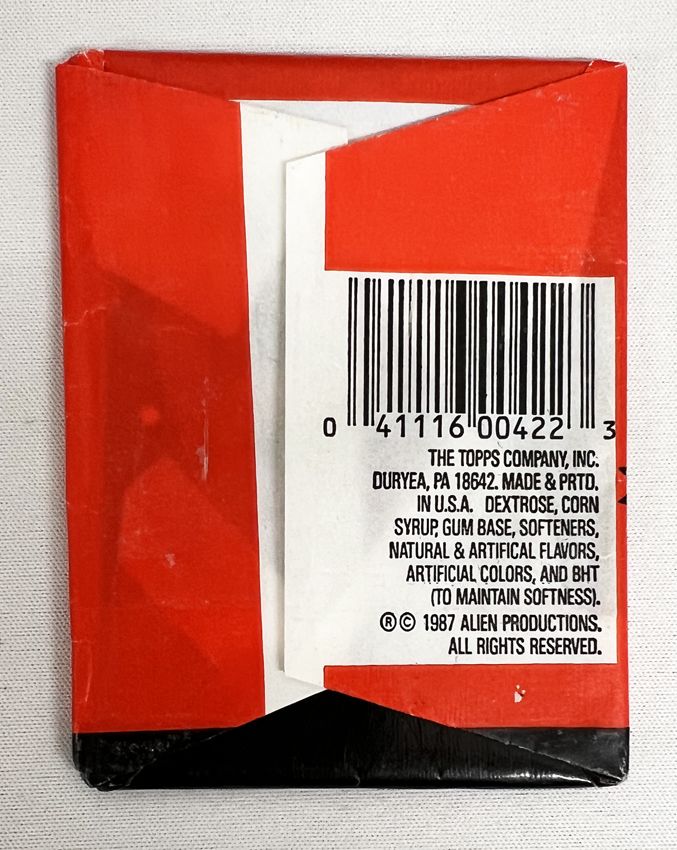 0 41116 00422 3
THE TOPPS COMPANY, INC.
DURYEA, PA 18642. MADE & PRTD.
IN U.S.A. DEXTROSE, CORN
SYRUP, GUM BASE, SOFTENERS,
NATURAL & ARTIFICAL FLAVORS,
ARTIFICIAL COLORS, AND BHT
(TO MAINTAIN SOFTNESS).
®© 1987 ALIEN PRODUCTIONS.
ALL RIGHTS RESERVED.